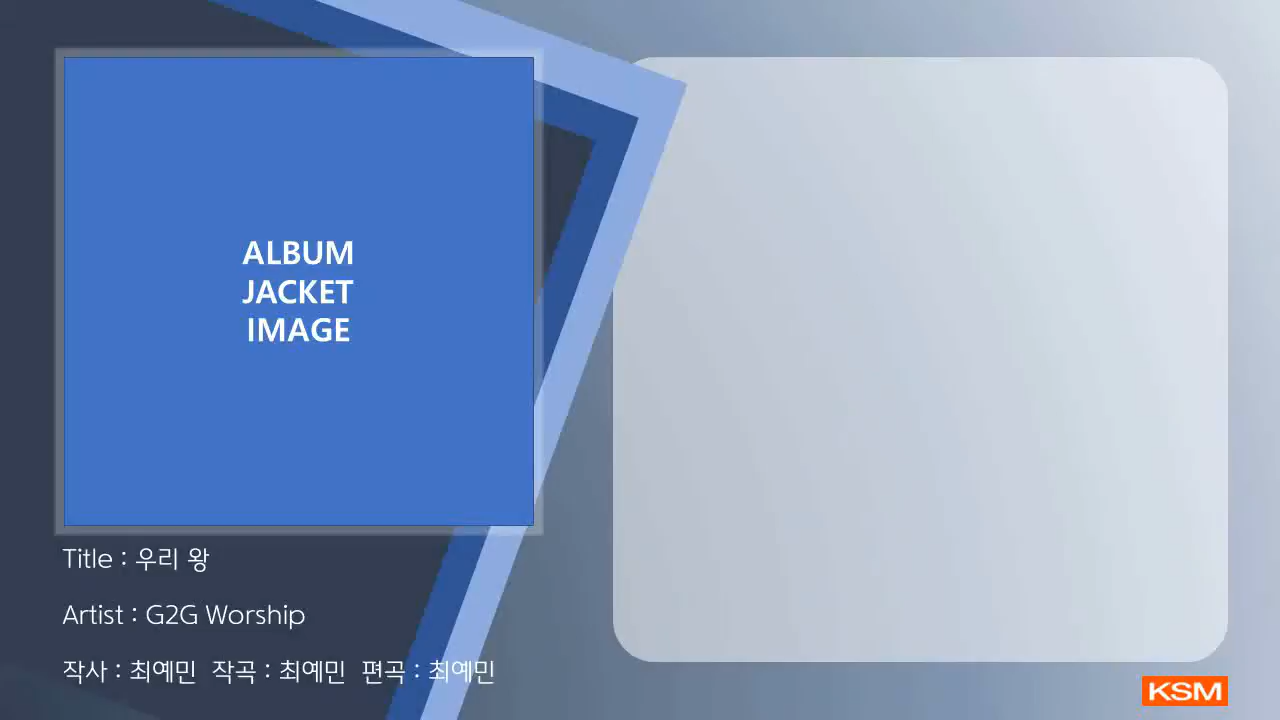 ALBUM
JACKET
IMAGE
Title : 우리 왕
Artist : G2G Worship
작사 : 최예민 작곡 : 최예민 편곡 : 최예민
KSM